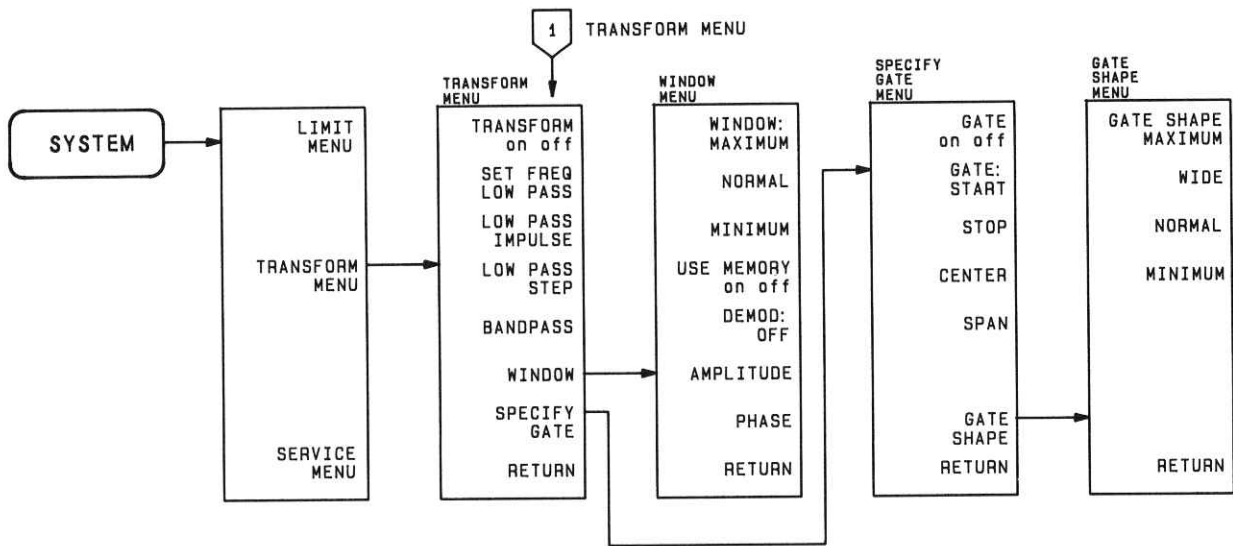 1 TRANSFORM MENU
SYSTEM
LIMIT
MENU
TRANSFORM
MENU
SERVICE
MENU
TRANSFORM
MENU
TRANSFORM
on off
SET FREQ
LOW PASS
LOW PASS
IMPULSE
LOW PASS
STEP
BANDPASS
WINDOW
SPECIFY
GATE
RETURN
WINDOW
MENU
WINDOW:
MAXIMUM
NORMAL
MINIMUM
USE MEMORY
on off
DEMOD:
OFF
AMPLITUDE
PHASE
RETURN
SPECIFY
GATE
MENU
GATE
on off
GATE:
START
STOP
CENTER
SPAN
GATE
SHAPE
RETURN
GATE
SHAPE
MENU
GATE SHAPE
MAXIMUM
WIDE
NORMAL
MINIMUM
RETURN